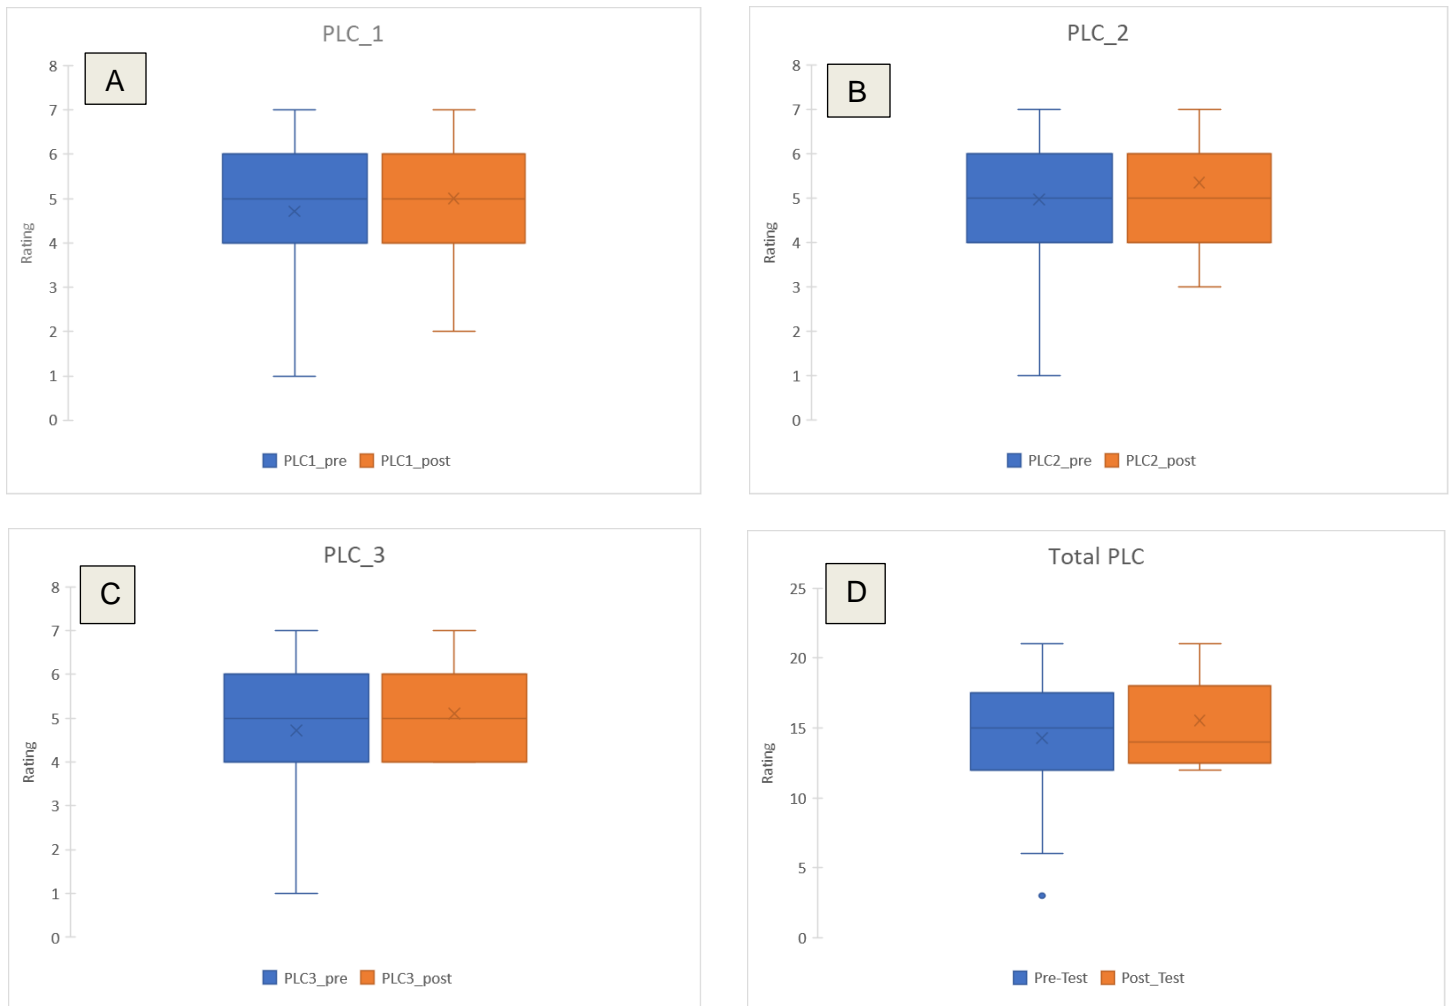 PLC_1
A
8
7
6
5
4
3
2
1
0
Rating
PLC1_pre PLC1_post
PLC_2
B
8
7
6
5
4
3
2
1
0
Rating
PLC2_pre PLC2_post
PLC_3
C
8
7
6
5
4
3
2
1
0
Rating
PLC3_pre PLC3_post
Total PLC
D
25
20
15
10
5
0
Rating
Pre-Test Post_Test